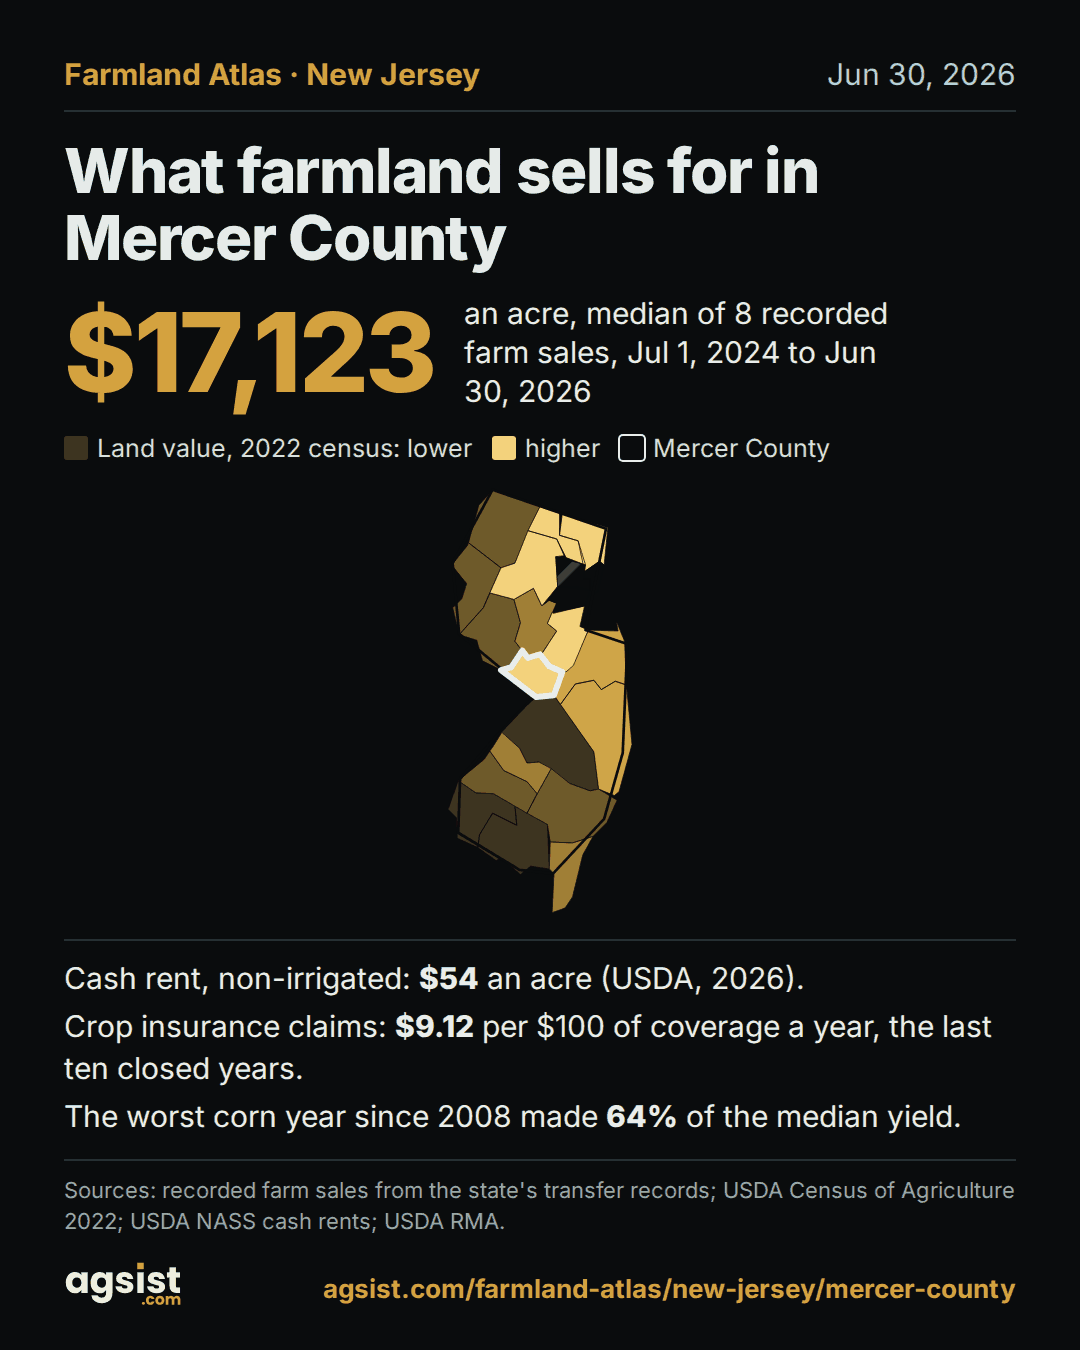 Farmland Atlas · New Jersey
Jun 30, 2026
What farmland sells for in
Mercer County
$17,123
an acre, median of 8 recorded
farm sales, Jul 1, 2024 to Jun
30, 2026
Land value, 2022 census: lower
higher
Mercer County
Cash rent, non-irrigated: $54 an acre (USDA, 2026).
Crop insurance claims: $9.12 per $100 of coverage a year, the last
ten closed years.
The worst corn year since 2008 made 64% of the median yield.
Sources: recorded farm sales from the state's transfer records; USDA Census of Agriculture
2022; USDA NASS cash rents; USDA RMA.
agsist
.com
agsist.com/farmland-atlas/new-jersey/mercer-county